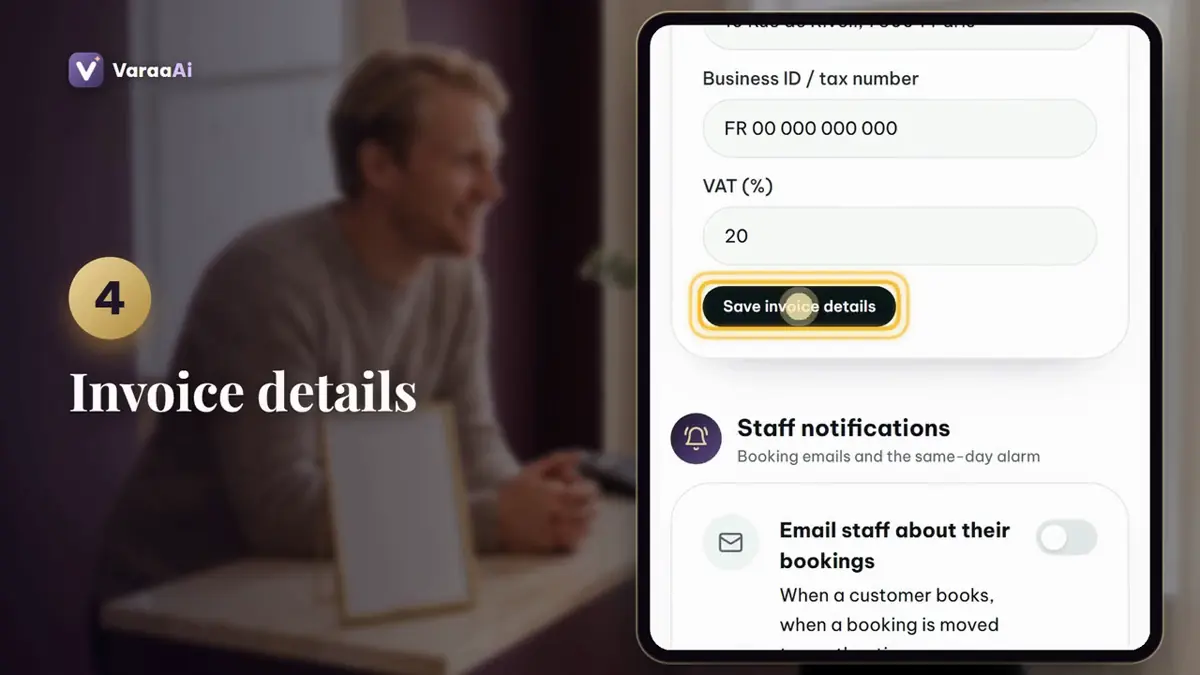 VaraaAi
4
Invoice details
Business ID / tax number
FR 00 000 000 000
VAT (%)
20
Save invoice details
Staff notifications
Booking emails and the same-day alarm
Email staff about their
bookings
When a customer books,
when a booking is moved